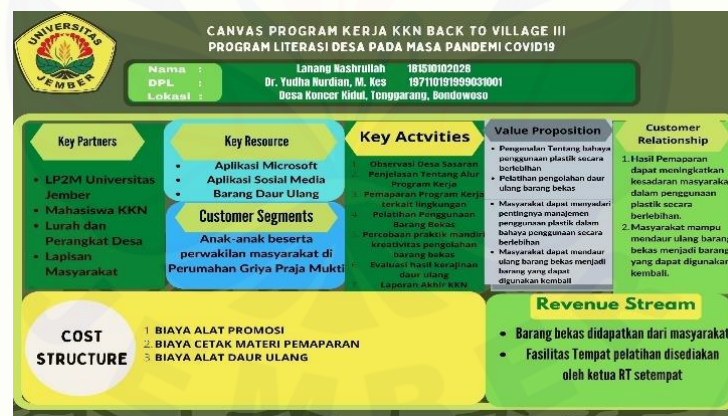 UNIVERSITAS
JEMBER
CANVAS PROGRAM KERJA KKN BACK TO VILLAGE III
PROGRAM LITERASI DESA PADA MASA PANDEMI COVID19
Nama : Lanang Nashrullah 181510102028
DPL : Dr. Yudha Nurdian, M. Kes 197110191999031001
Lokasi : Desa Koncer Kidul, Tenggarang, Bondowoso
Key Partners
• LP2M Universitas
Jember
• Mahasiswa KKN
• Lurah dan
Perangkat Desa
• Lapisan
Masyarakat
Key Resource
• Aplikasi Microsoft
• Aplikasi Sosial Media
• Barang Daur Ulang
Customer Segments
Anak-anak beserta
perwakilan masyarakat di
Perumahan Griya Praja Mukti
Key Actvities
1. Observasi Desa Sasaran
2. Penjelasan Tentang Alur
Program Kerja
3. Pemaparan Program Kerja
terkait lingkungan
4. Pelatihan Penggunaan
Barang Bekas
5. Percobaan praktik mandiri
kreativitas pengolahan
barang bekas
6. Evaluasi hasil kerajinan
daur ulang
Laporan Akhir KKN
Value Proposition
• Pengenalan Tentang bahaya
penggunaan plastik secara
berlebihan
• Pelatihan pengolahan daur
ulang barang bekas
• Masyarakat dapat menyadari
pentingnya manajemen
penggunaan plastik dalam
bahaya penggunaan secara
berlebihan
• Masyarakat dapat mendaur
ulang barang bekas menjadi
barang yang dapat
digunakan kembali
Customer
Relationship
1. Hasil Pemaparan
dapat meningkatkan
kesadaran masyaraka
dalam penggunaan
plastik secara
berlebihan.
2. Masyarakat mampu
mendaur ulang barang
bekas menjadi barang
yang dapat digunakan
kembali.
COST
STRUCTURE
1 BIAYA ALAT PROMOSI
2. BIAYA CETAK MATERI PEMAPARAN
3 BIAYA ALAT DAUR ULANG
Revenue Stream
• Barang bekas didapatkan dari masyarakat
• Fasilitas Tempat pelatihan disediakan
oleh ketua RT setempat